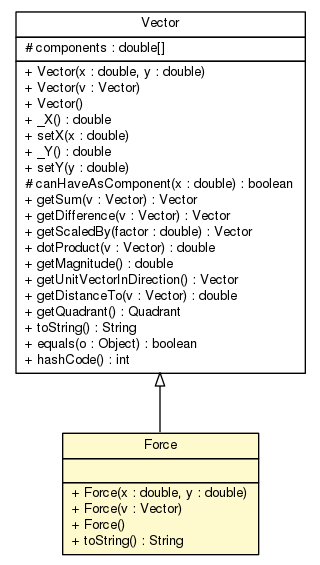 Vector
# components : double[]
+ Vector(x : double, y : double)
+ Vector(v : Vector)
+ Vector()
+ _X() : double
+ setX(x : double)
+ _Y() : double
+ setY(y : double)
# canHaveAsComponent(x : double) : boolean
+ getSum(v : Vector) : Vector
+ getDifference(v : Vector) : Vector
+ getScaledBy(factor : double) : Vector
+ dotProduct(v : Vector) : double
+ getMagnitude() : double
+ getUnitVectorInDirection() : Vector
+ getDistanceTo(v : Vector) : double
+ getQuadrant() : Quadrant
+ toString() : String
+ equals(o : Object) : boolean
+ hashCode() : int
Force
+ Force(x : double, y : double)
+ Force(v : Vector)
+ Force()
+ toString() : String